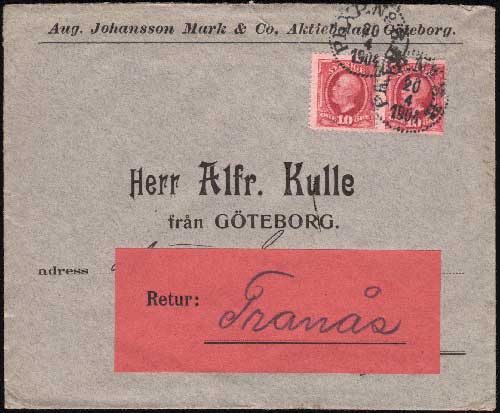 Aug. Johansson Mark & Co. Aktiebolag Göteborg.
20
4
1904
20
4
1904
SVERIGE
10
Herr Alfr. Kulle
från GÖTEBORG.
adress
Retur: Tranås